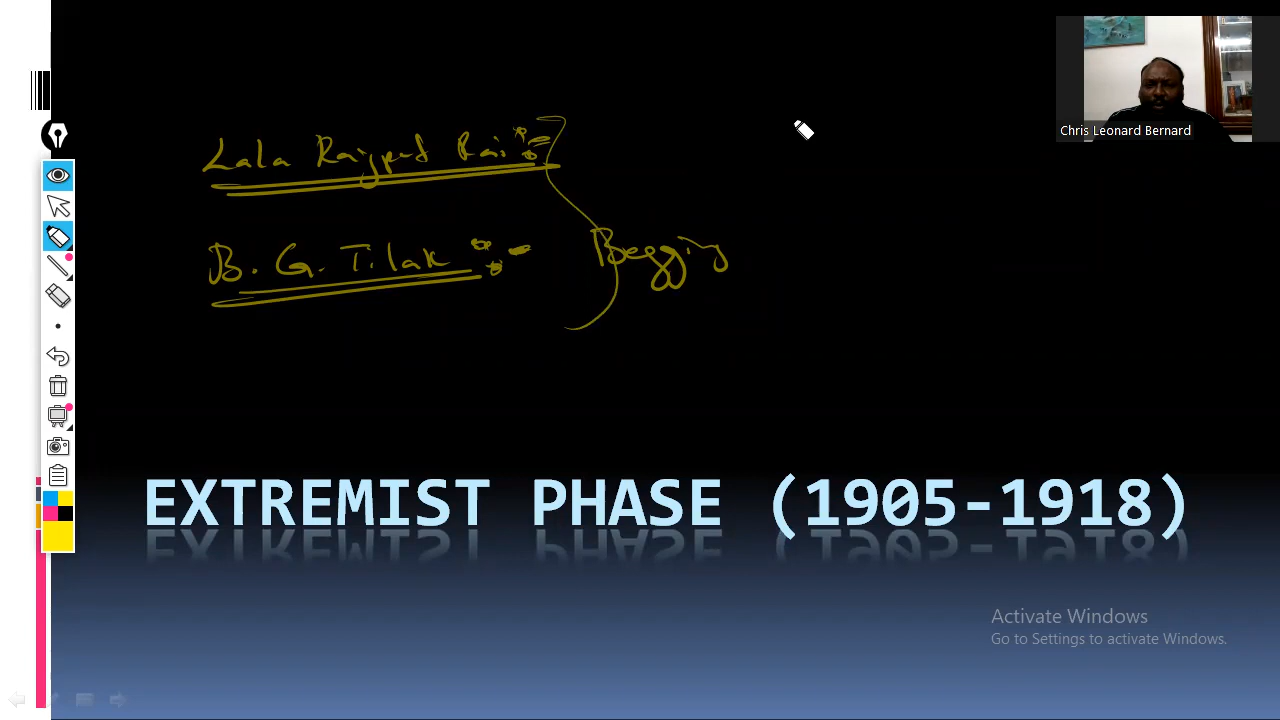 Chris Leonard Bernard
Lala Rajpat Rai
B. G. Tilak
Begging
EXTREMIST PHASE (1905-1918)
Activate Windows
Go to Settings to activate Windows.